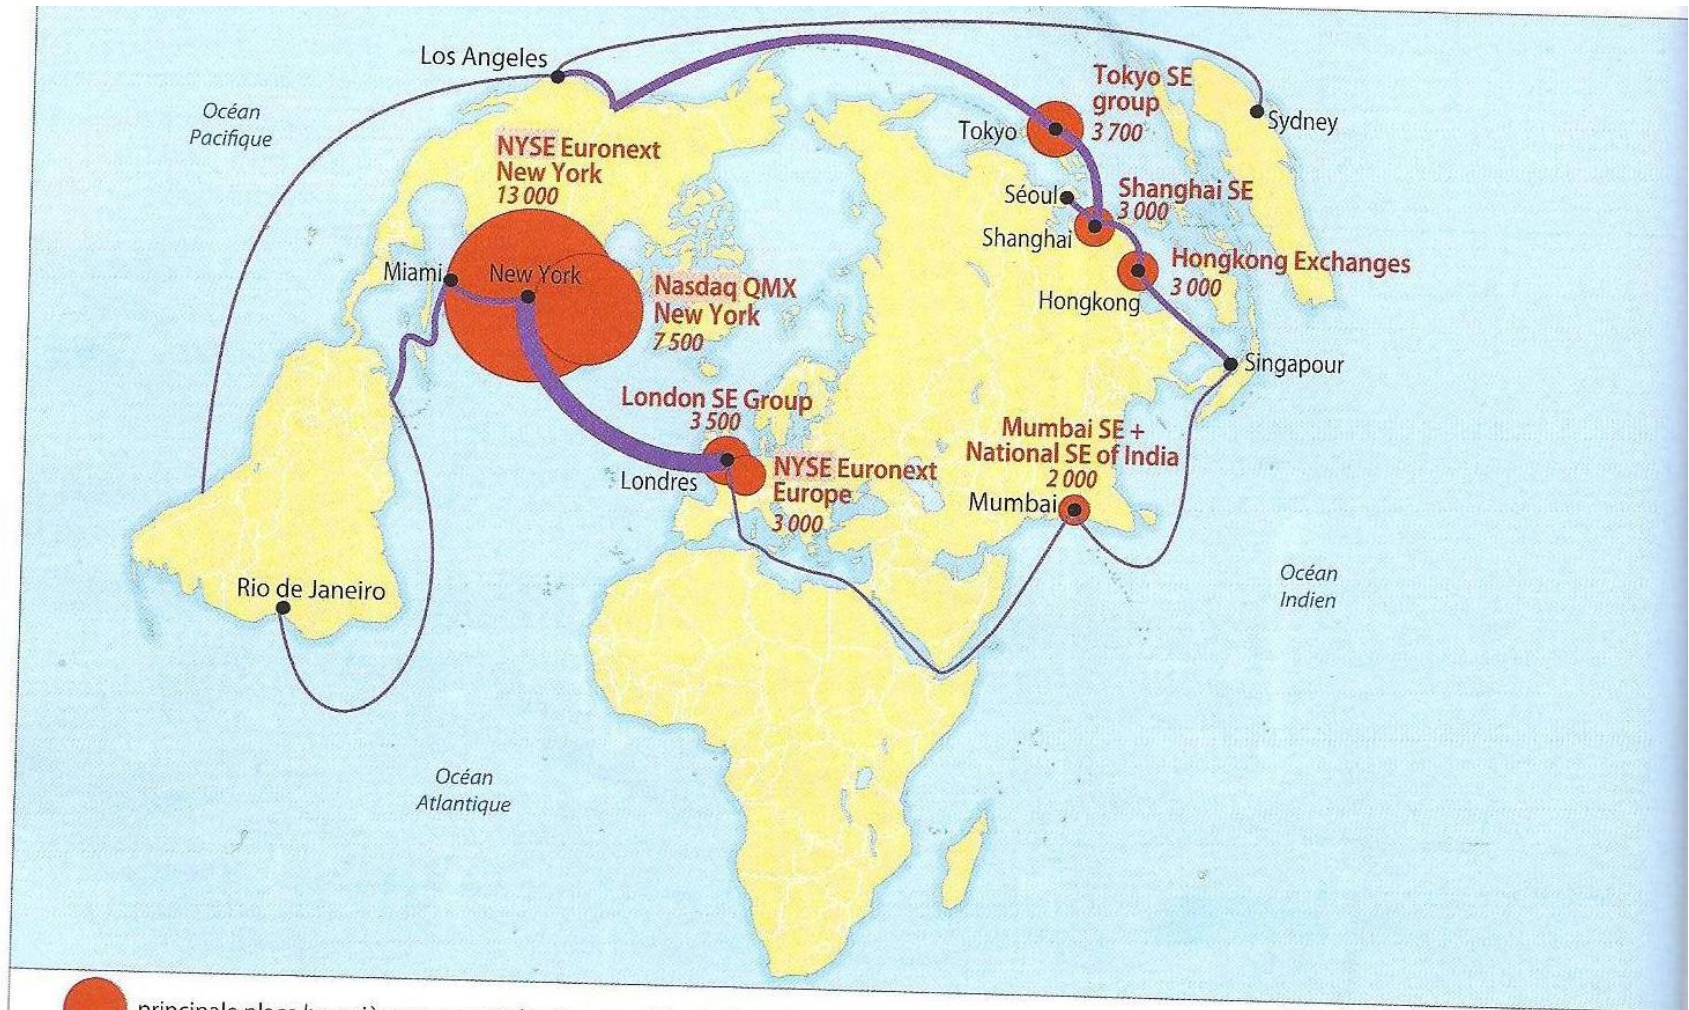 Los Angeles
Océan
Pacifique
NYSE Euronext
New York
13 000
Tokyo SE
group
3 700
Tokyo
Sydney
Séoul
Shanghai SE
3 000
Shanghai
Hongkong Exchanges
3 000
Hongkong
Miami
New York
Nasdaq QMX
New York
7 500
Singapour
London SE Group
3 500
Londres
NYSE Euronext
Europe
3 000
Mumbai SE +
National SE of India
2 000
Mumbai
Rio de Janeiro
Océan
Indien
Océan
Atlantique
principale place